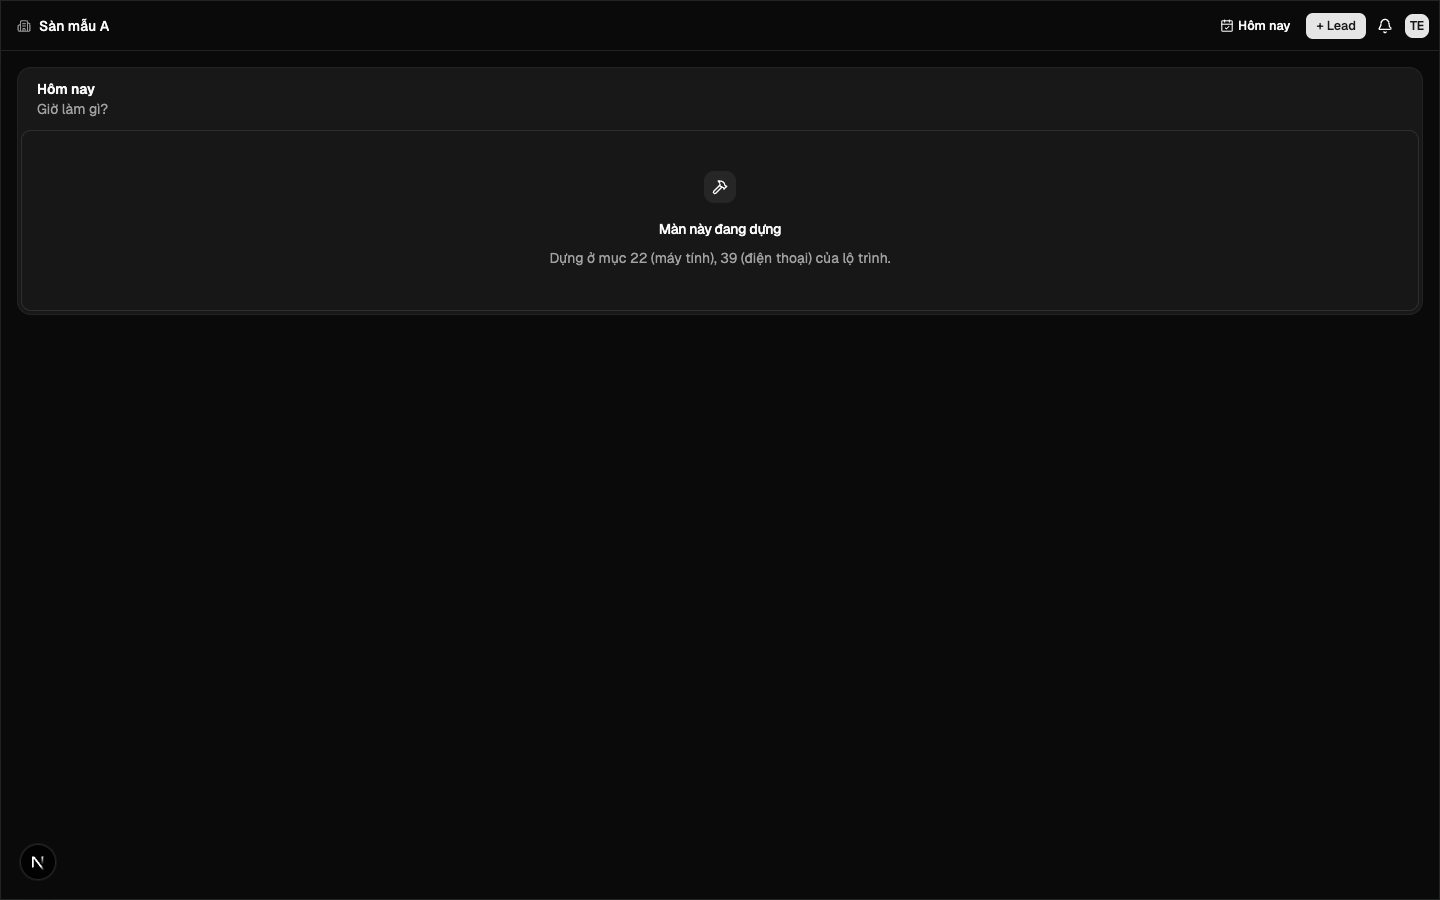 Sàn mẫu A
Hôm nay
+ Lead
TE
Hôm nay
Giờ làm gì?
Màn này đang dựng
Dựng ở mục 22 (máy tính), 39 (điện thoại) của lộ trình.
N